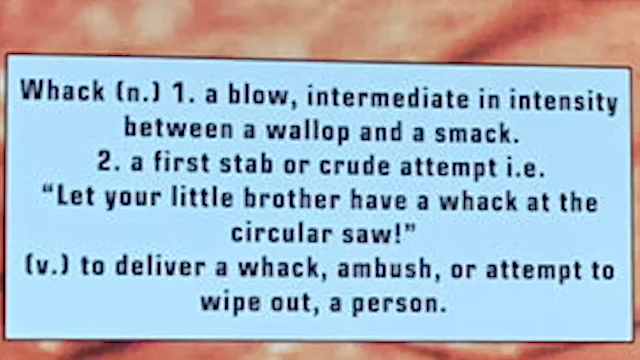 Whack (n.) 1. a blow, intermediate in intensity
between a wallop and a smack.
2. a first stab or crude attempt i.e.
“Let your little brother have a whack at the
circular saw!”
(v.) to deliver a whack, ambush, or attempt to
wipe out, a person.